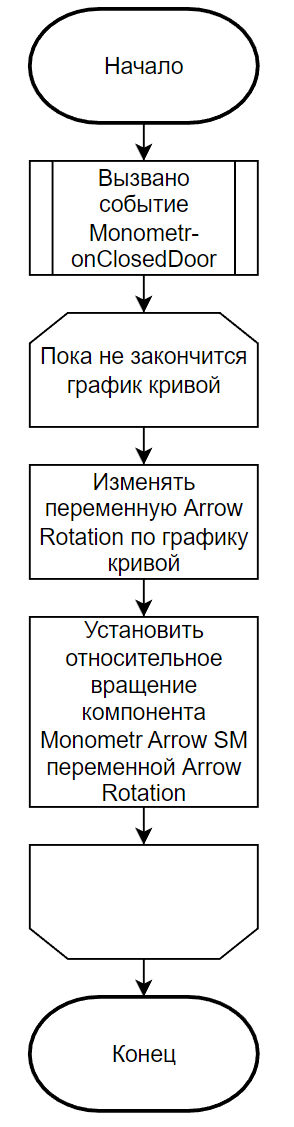 Начало
Вызвано
событие
Monometr-
onClosedDoor
Пока не закончится
график кривой
Изменять
переменную Arrow
Rotation по графику
кривой
Установить
относительное
вращение
компонента
Monometr Arrow SM
переменной Arrow
Rotation
Конец